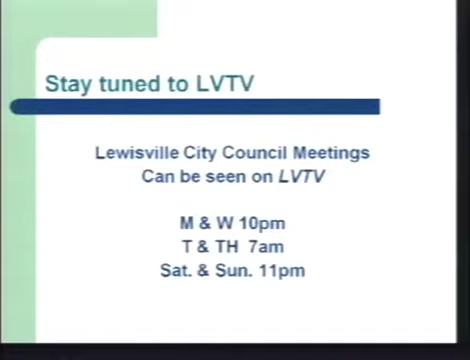 Stay tuned to LVTV
Lewisville City Council Meetings
Can be seen on LVTV
M & W 10pm
T & TH 7am
Sat. & Sun. 11pm